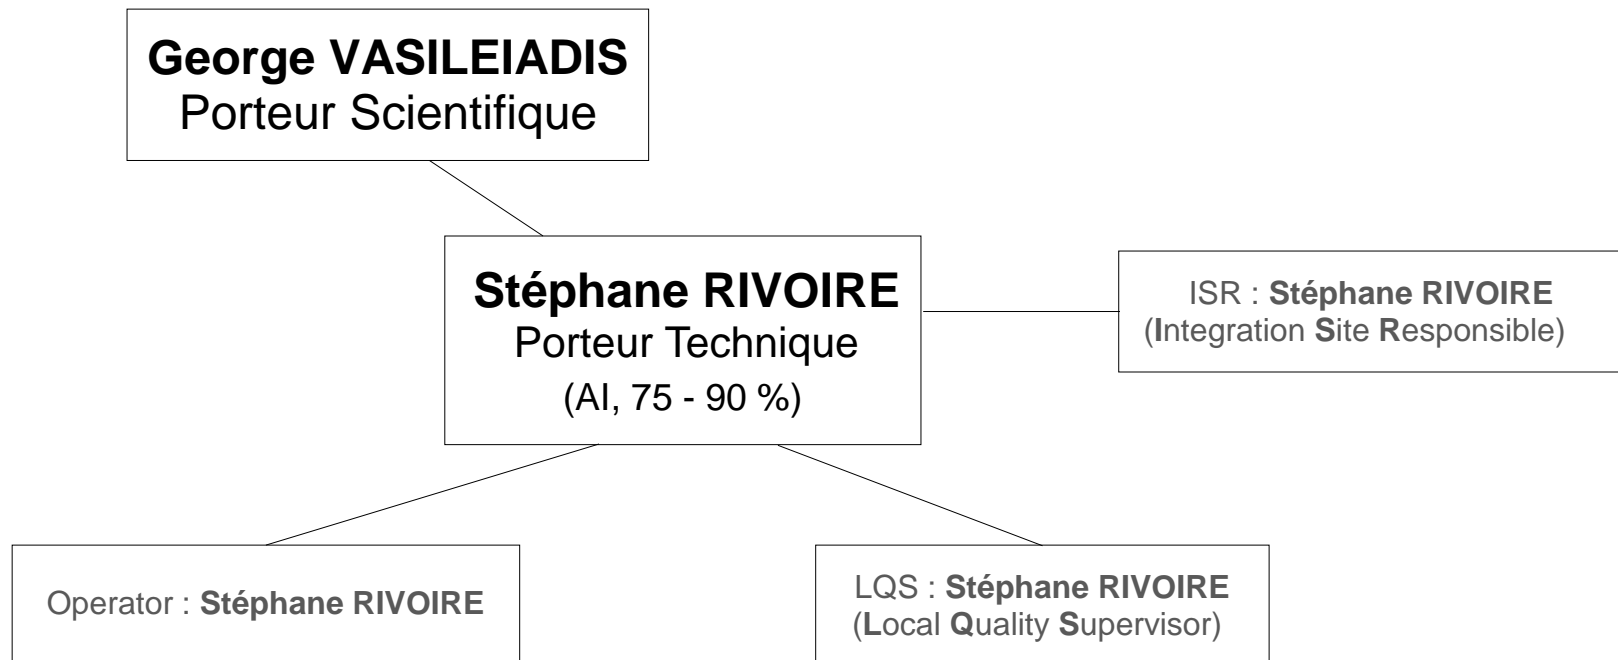 George VASILEIADIS
Porteur Scientifique
Stéphane RIVOIRE
Porteur Technique
(AI, 75 - 90 %)
ISR : Stéphane RIVOIRE
(Integration Site Responsible)
Operator : Stéphane RIVOIRE
LQS : Stéphane RIVOIRE
(Local Quality Supervisor)